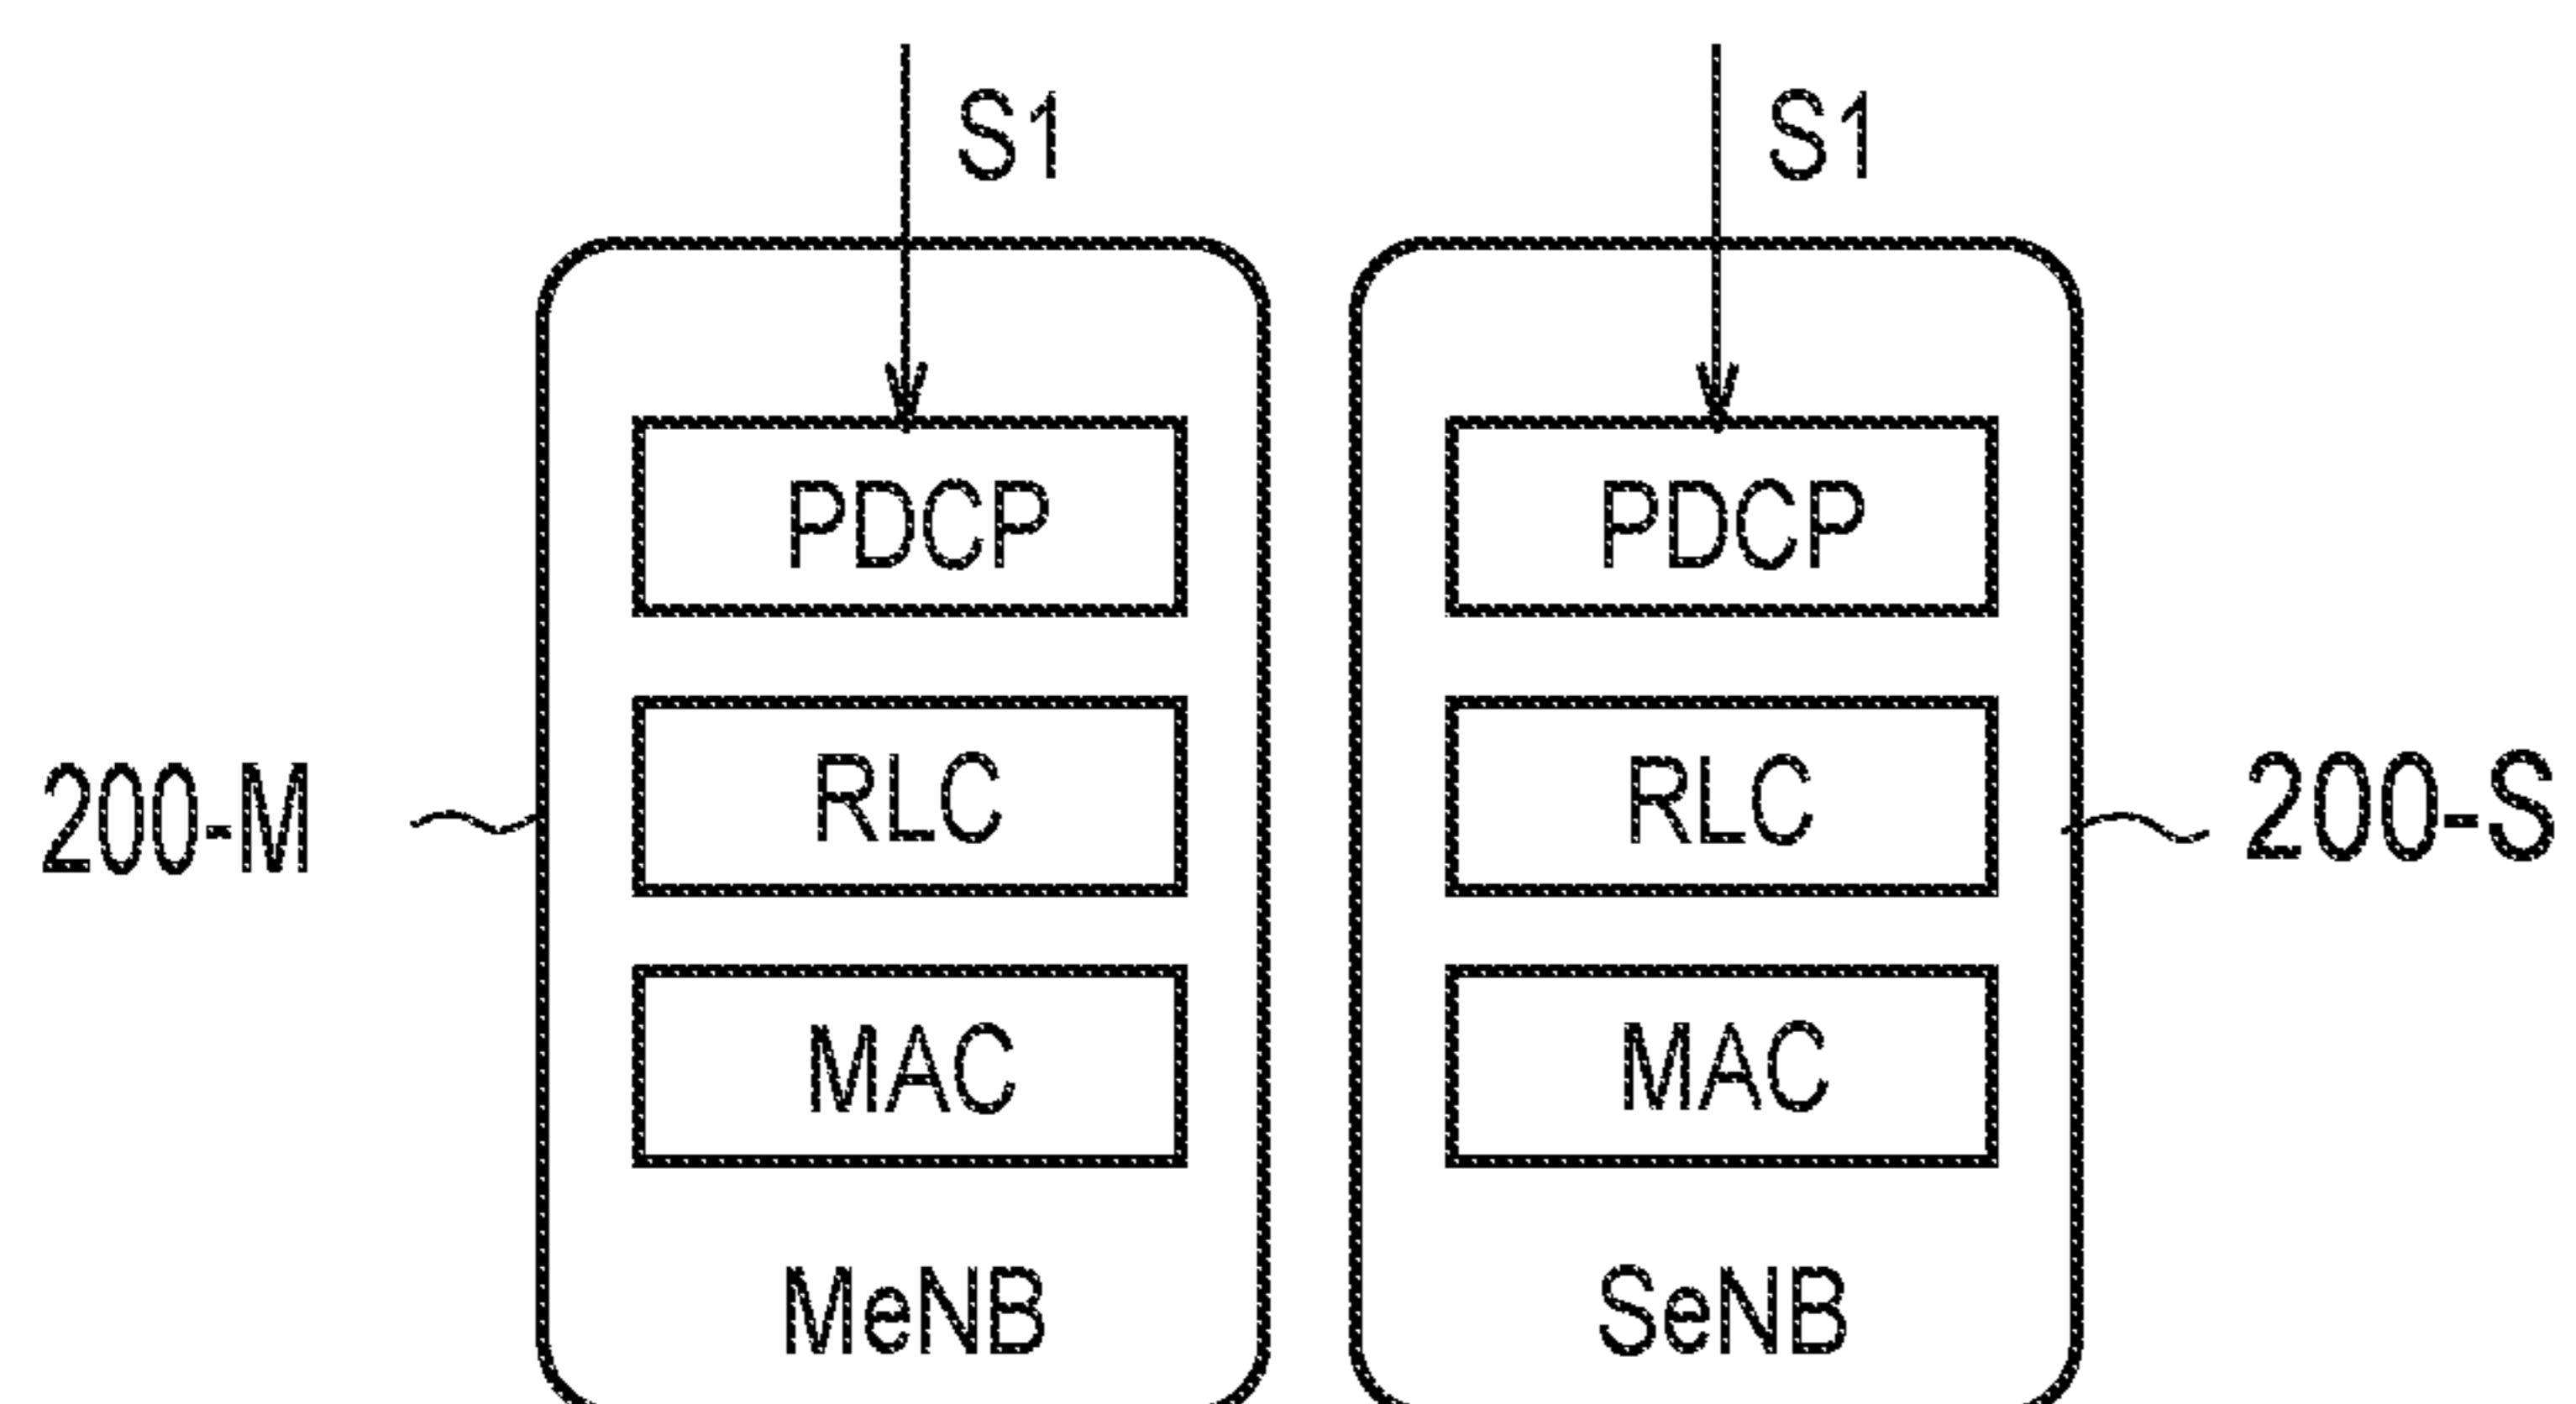 S1 S1
PDCP PDCP
200-M RLC RLC 200-S
MAC MAC
MeNB SeNB